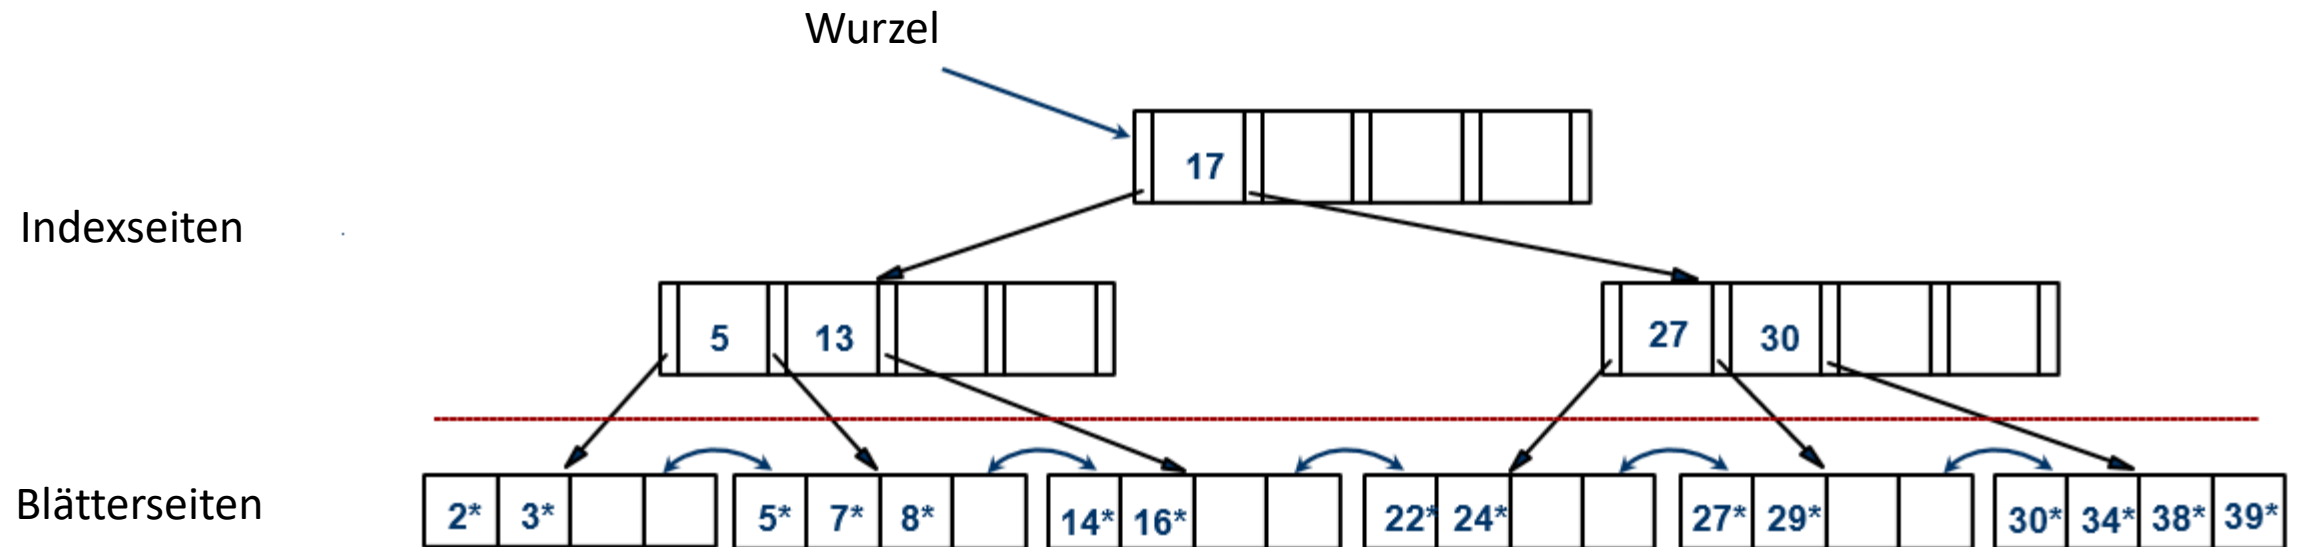 Wurzel
17
Indexseiten
5 13
27 30
Blätterseiten
2* 3*
5* 7* 8*
14* 16*
22* 24*
27* 29*
30* 34* 38* 39*